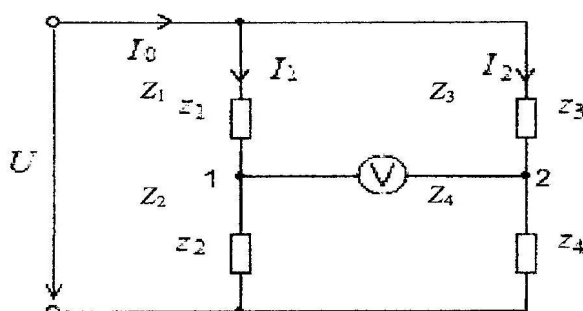 I₀ I₁ I₂
Z₁ z₁ Z₃ z₃
U 1 V 2
Z₂ Z₄
z₂ z₄